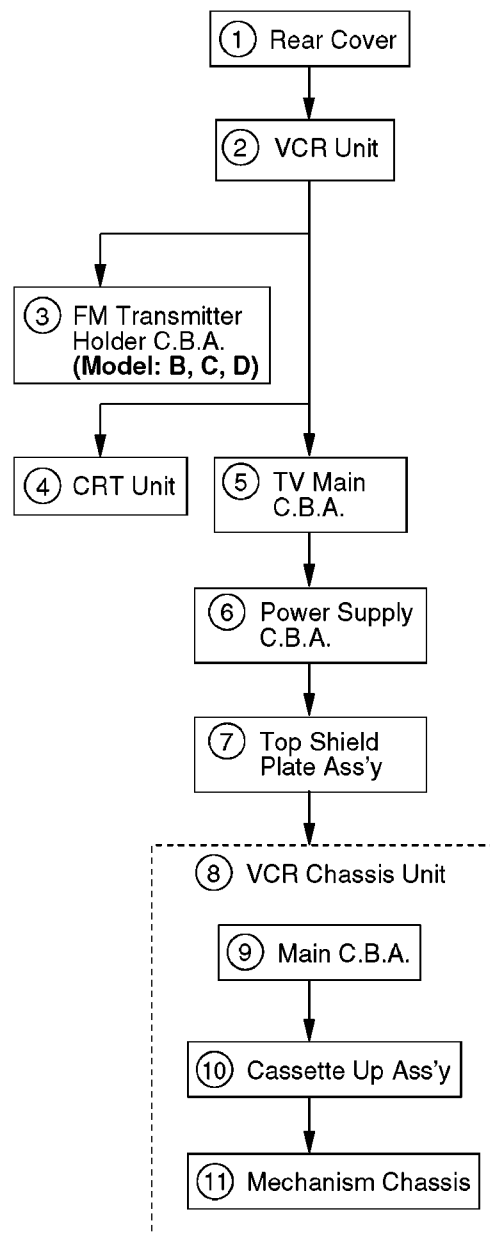 1 Rear Cover
2 VCR Unit
3 FM Transmitter
Holder C.B.A.
(Model: B, C, D)
4 CRT Unit
5 TV Main
C.B.A.
6 Power Supply
C.B.A.
7 Top Shield
Plate Ass'y
8 VCR Chassis Unit
9 Main C.B.A.
10 Cassette Up Ass'y
11 Mechanism Chassis